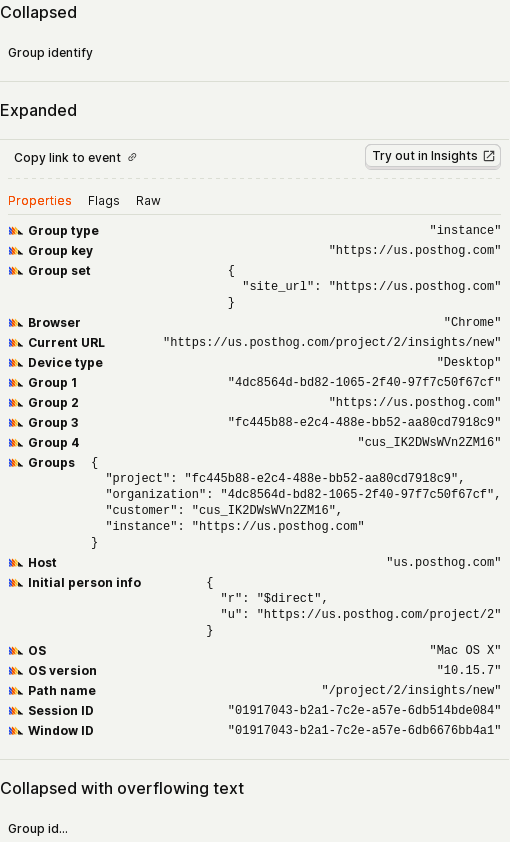 Collapsed
Group identify
Expanded
Copy link to event
Try out in Insights
Properties Flags Raw
Group type "instance"
Group key "https://us.posthog.com"
Group set {
"site_url": "https://us.posthog.com"
}
Browser "Chrome"
Current URL "https://us.posthog.com/project/2/insights/new"
Device type "Desktop"
Group 1 "4dc8564d-bd82-1065-2f40-97f7c50f67cf"
Group 2 "https://us.posthog.com"
Group 3 "fc445b88-e2c4-488e-bb52-aa80cd7918c9"
Group 4 "cus_IK2DWsWVn2ZM16"
Groups {
"project": "fc445b88-e2c4-488e-bb52-aa80cd7918c9",
"organization": "4dc8564d-bd82-1065-2f40-97f7c50f67cf",
"customer": "cus_IK2DWsWVn2ZM16",
"instance": "https://us.posthog.com"
}
Host "us.posthog.com"
Initial person info {
"r": "$direct",
"u": "https://us.posthog.com/project/2"
}
OS "Mac OS X"
OS version "10.15.7"
Path name "/project/2/insights/new"
Session ID "01917043-b2a1-7c2e-a57e-6db514bde084"
Window ID "01917043-b2a1-7c2e-a57e-6db6676bb4a1"
Collapsed with overflowing text
Group id...